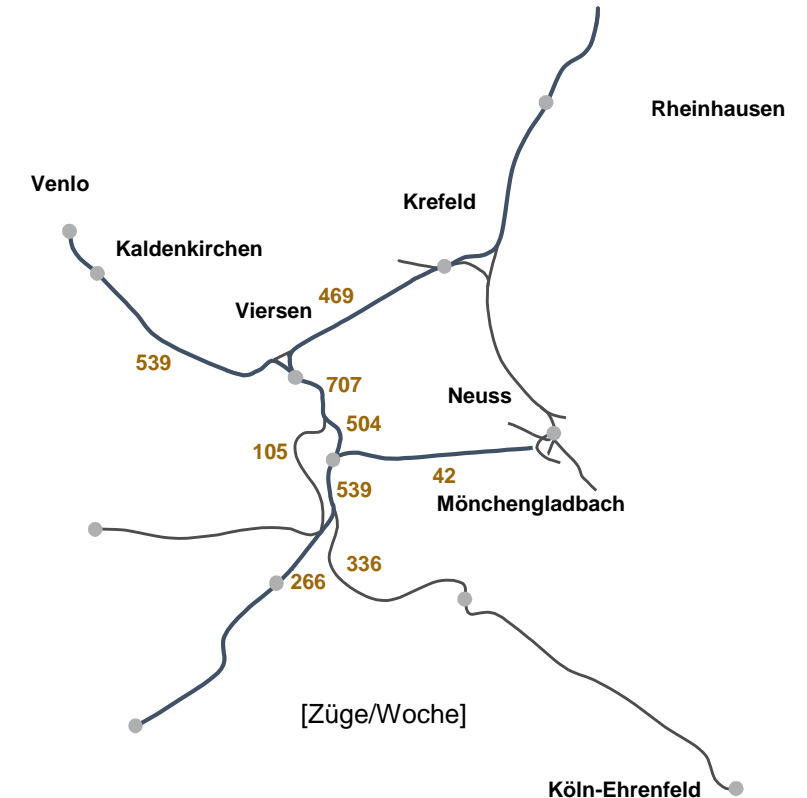 Rheinhausen
Venlo
Krefeld
Kaldenkirchen
469
Viersen
539
707
Neuss
504
105
42
539
Mönchengladbach
336
266
[Züge/Woche]
Köln-Ehrenfeld